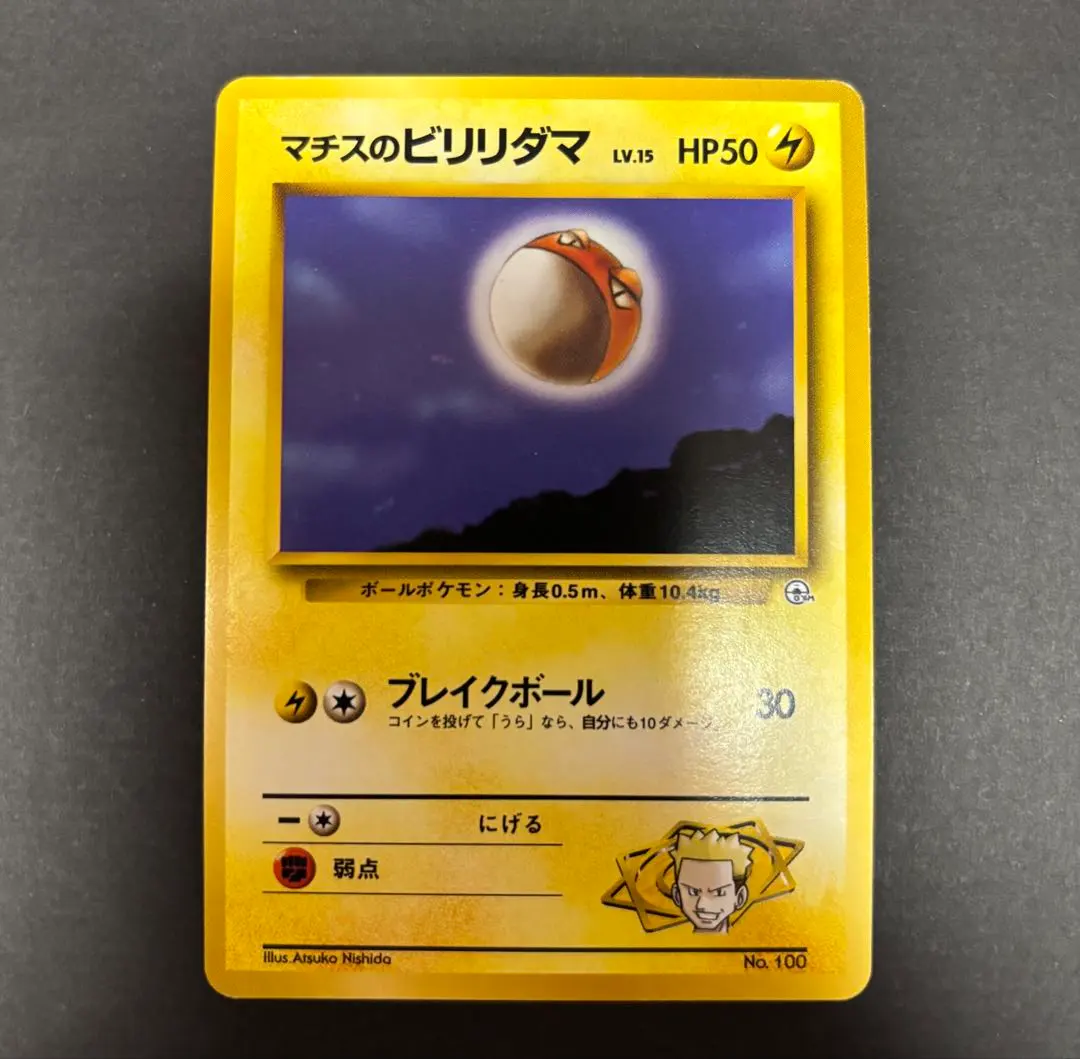 マチスのビリリダマ LV.15 HP50
ボールポケモン：身長0.5m、体重10.4kg
ブレイクボール 30
コインを投げて「うら」なら、自分にも10ダメージ。
にげる
弱点
Illus.Atsuko Nishida No. 100